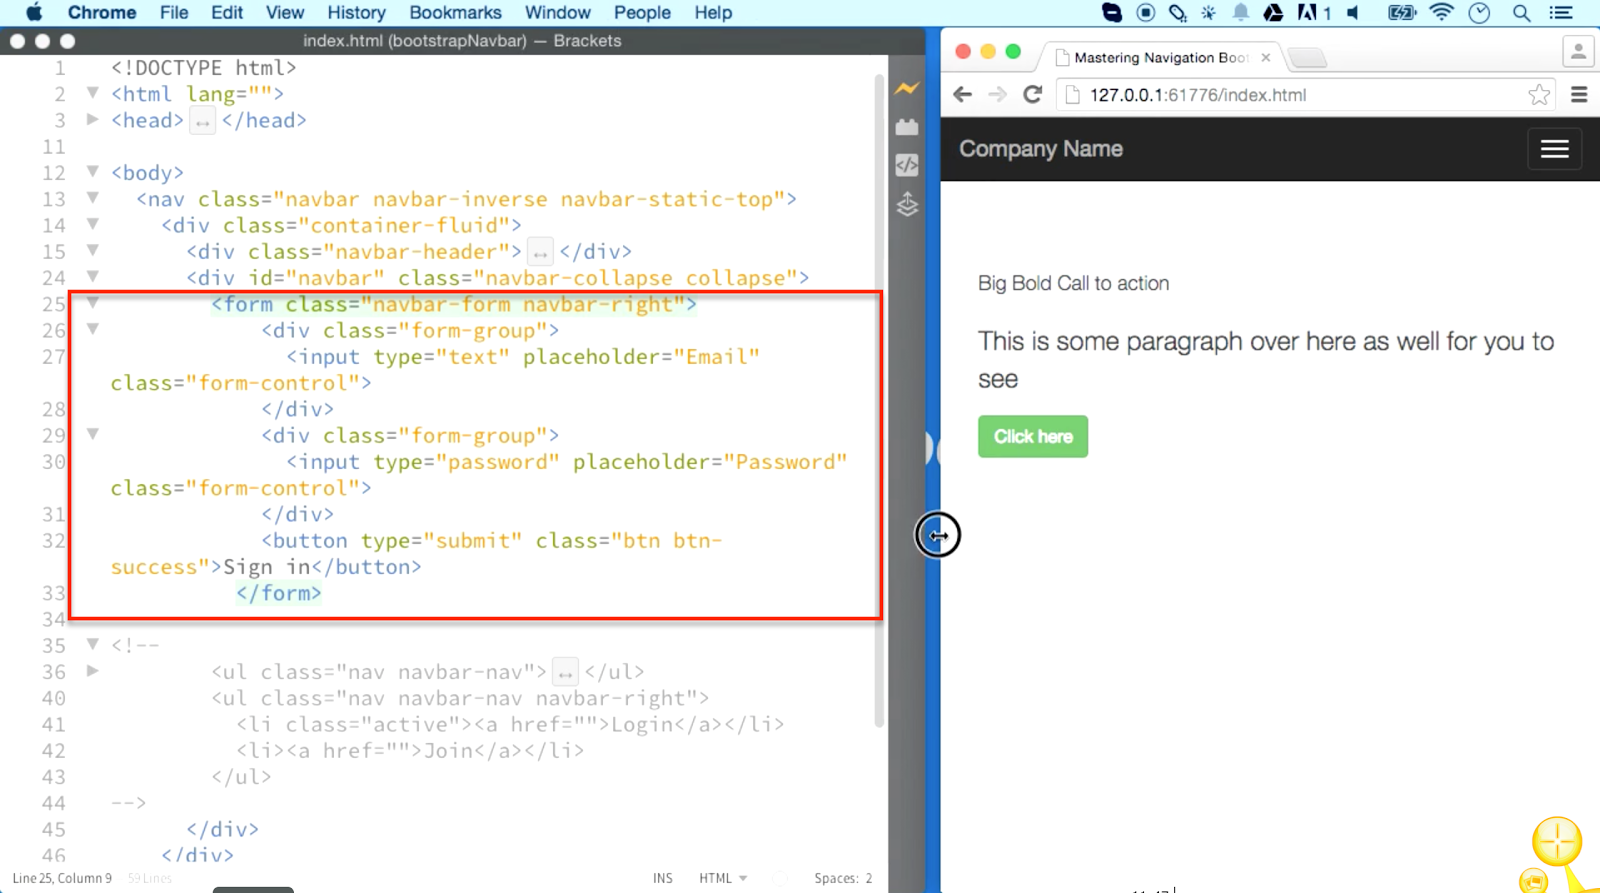 Chrome File Edit View History Bookmarks Window People Help
1
index.html (bootstrapNavbar) — Brackets
1 <!DOCTYPE html>
2 <html lang="">
3 <head> ↔ </head>
11
12 <body>
13 <nav class="navbar navbar-inverse navbar-static-top">
14 <div class="container-fluid">
15 <div class="navbar-header"> ↔ </div>
24 <div id="navbar" class="navbar-collapse collapse">
25 <form class="navbar-form navbar-right">
26 <div class="form-group">
27 <input type="text" placeholder="Email"
class="form-control">
28 </div>
29 <div class="form-group">
30 <input type="password" placeholder="Password"
class="form-control">
31 </div>
32 <button type="submit" class="btn btn-
success">Sign in</button>
33 </form>
34
35 <!--
36 <ul class="nav navbar-nav"> ↔ </ul>
40 <ul class="nav navbar-nav navbar-right">
41 <li class="active"><a href="">Login</a></li>
42 <li><a href="">Join</a></li>
43 </ul>
44 -->
45 </div>
46 </div>
Line 25, Column 9 59 Lines
INS HTML Spaces: 2
Mastering Navigation Boot
127.0.0.1:61776/index.html
Company Name
Big Bold Call to action
This is some paragraph over here as well for you to
see
Click here